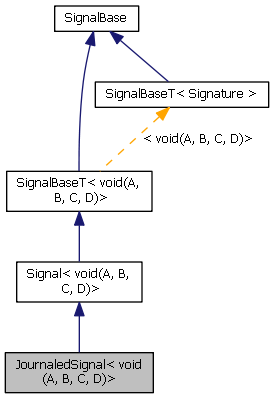 SignalBase
SignalBaseT< Signature >
< void(A, B, C, D)>
SignalBaseT< void(A,
B, C, D)>
Signal< void(A, B,
C, D)>
JournaledSignal< void
(A, B, C, D)>